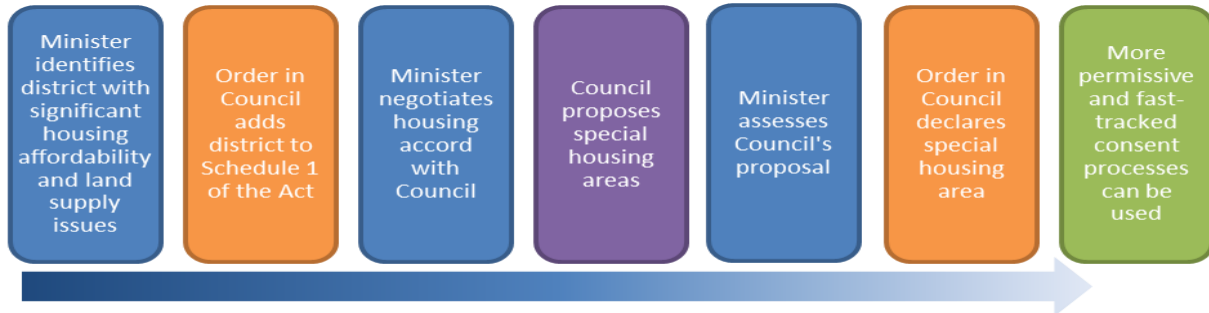 Minister
identifies
district with
significant
housing
affordability
and land
supply
issues
Order in
Council
adds
district to
Schedule 1
of the Act
Minister
negotiates
housing
accord
with
Council
Council
proposes
special
housing
areas
Minister
assesses
Council's
proposal
Order in
Council
declares
special
housing
area
More
permissive
and fast-
tracked
consent
processes
can be
used